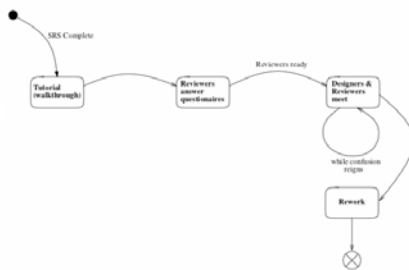 SRS Complete
Reviewers ready
Tutorial
(walkthrough)
Reviewers
answer
questionaires
Designers &
Reviewers
meet
while confusion
reigns
Rework